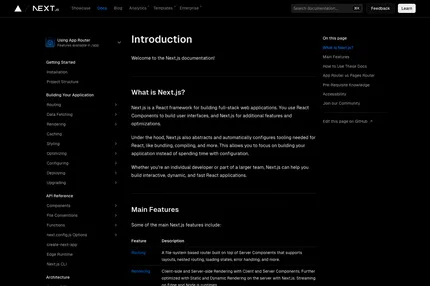 NEXT.JS
Showcase
Docs
Blog
Analytics
Templates
Enterprise
Search documentation...
Feedback
Learn
Using App Router
Features available in /app
Getting Started
Installation
Project Structure
Building Your Application
Routing
Data Fetching
Rendering
Caching
Styling
Optimizing
Configuring
Deploying
Upgrading
API Reference
Components
File Conventions
Functions
next.config.js Options
create-next-app
Edge Runtime
Next.js CLI
Architecture
Introduction
Welcome to the Next.js documentation!
What is Next.js?
Next.js is a React framework for building full-stack web applications. You use React
Components to build user interfaces, and Next.js for additional features and
optimizations.
Under the hood, Next.js also abstracts and automatically configures tooling needed for
React, like bundling, compiling, and more. This allows you to focus on building your
application instead of spending time with configuration.
Whether you're an individual developer or part of a larger team, Next.js can help you
build interactive, dynamic, and fast React applications.
Main Features
Some of the main Next.js features include:
Feature Description
Routing A file-system based router built on top of Server Components that supports
layouts, nested routing, loading states, error handling, and more.
Rendering Client-side and Server-side Rendering with Client and Server Components. Further
optimized with Static and Dynamic Rendering on the server with Next.js. Streaming
on Edge and Node.js runtimes.
On this page
What is Next.js?
Main Features
How to Use These Docs
App Router vs Pages Router
Pre-Requisite Knowledge
Accessibility
Join our Community
Edit this page on GitHub